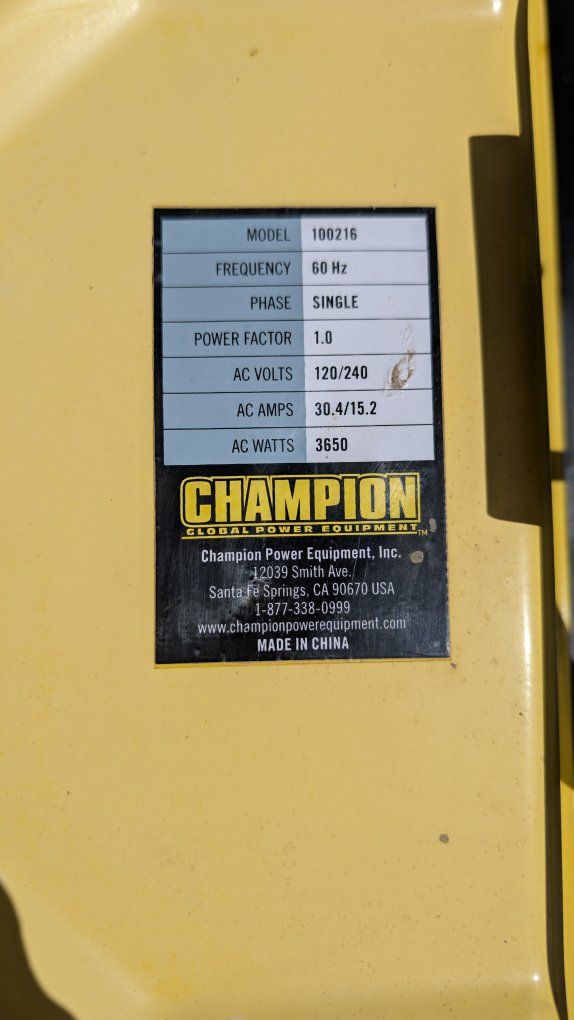 MODEL 100216
FREQUENCY 60 Hz
PHASE SINGLE
POWER FACTOR 1.0
AC VOLTS 120/240
AC AMPS 30.4/15.2
AC WATTS 3650
CHAMPION
GLOBAL POWER EQUIPMENT™
Champion Power Equipment, Inc.
12039 Smith Ave.
Santa Fe Springs, CA 90670 USA
1-877-338-0999
www.championpowerequipment.com
MADE IN CHINA